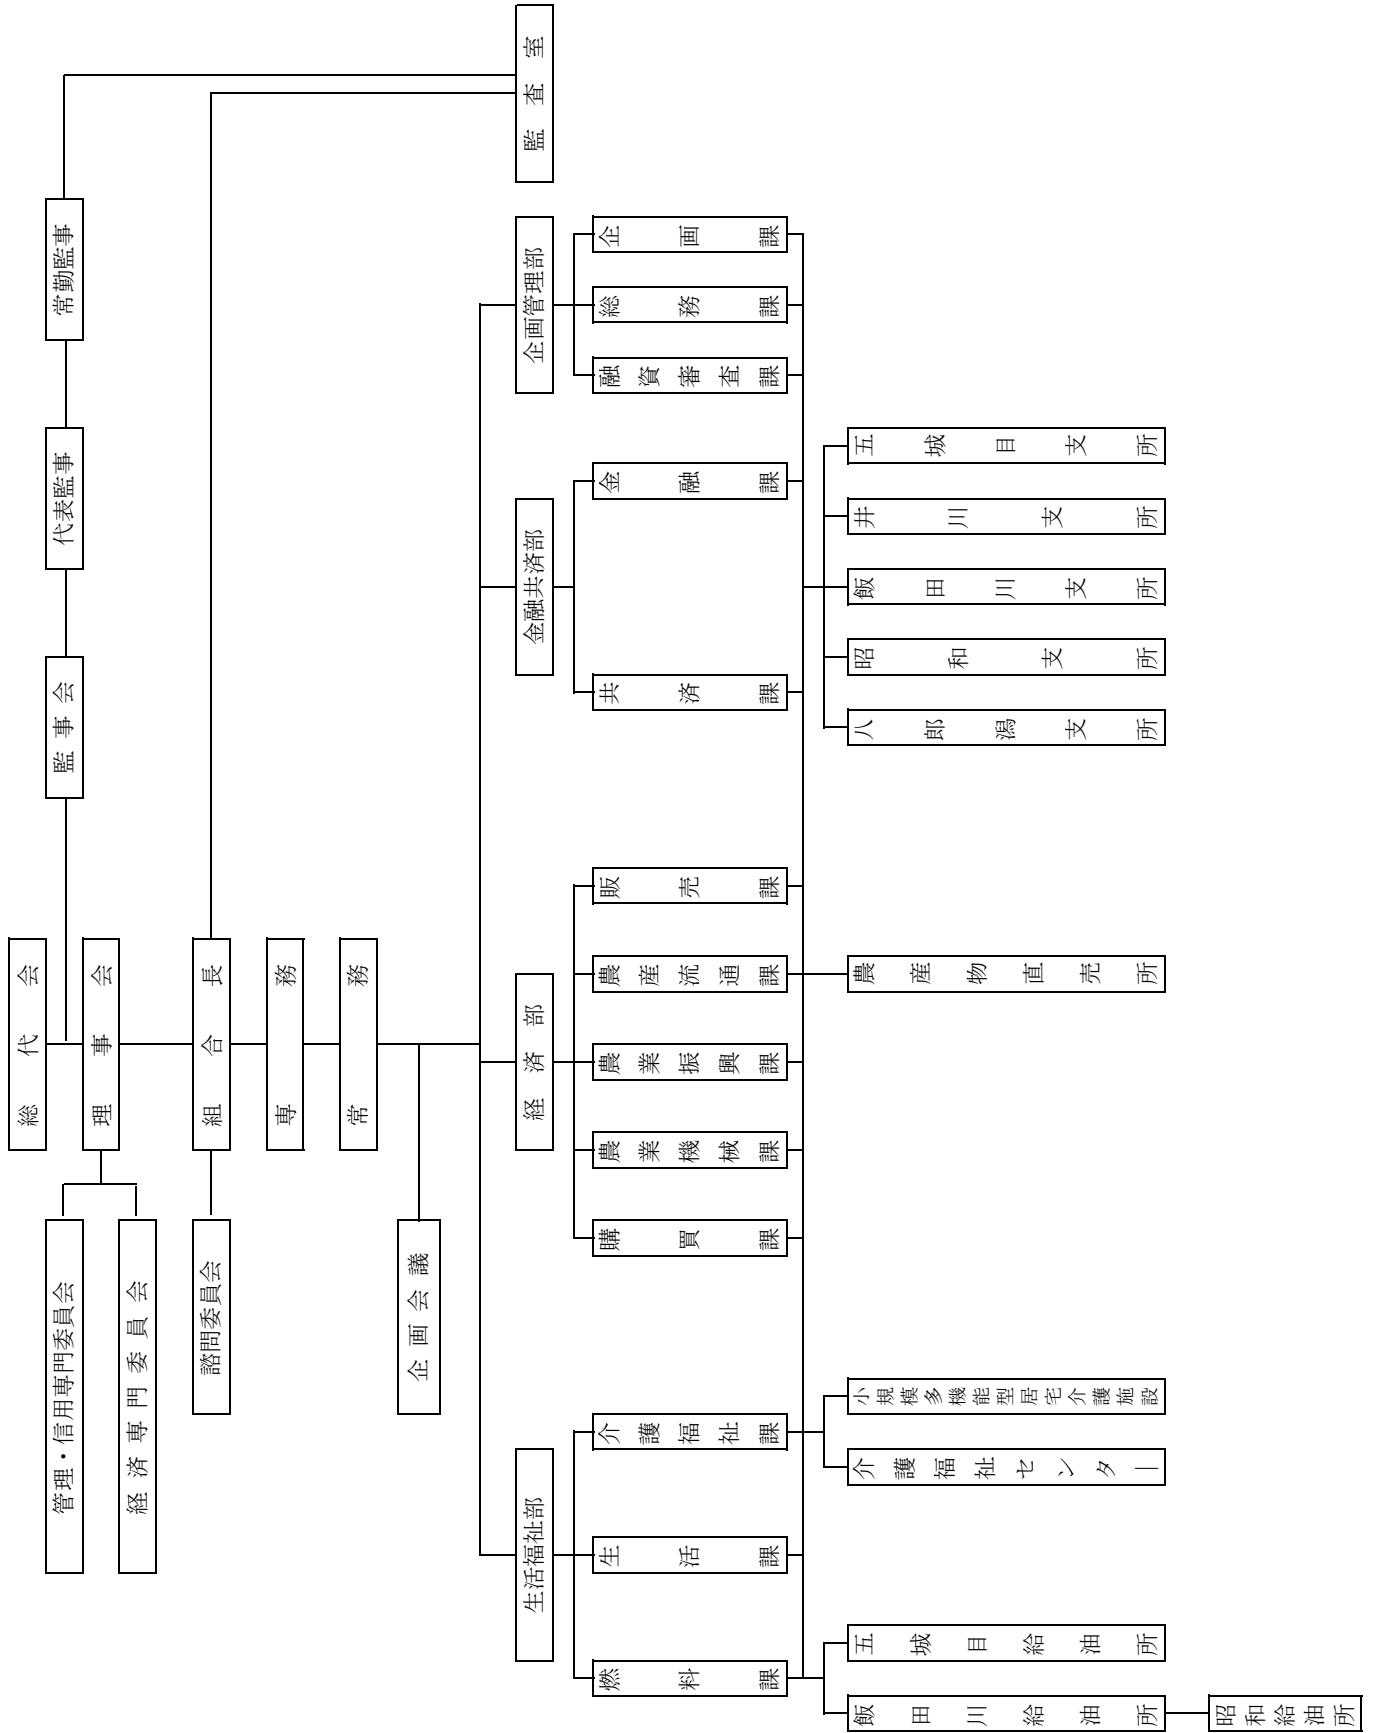 総代会
監事会
代表監事
常勤監事
理事会
管理・信用専門委員会
経済専門委員会
組合長
諮問委員会
専務
常務
企画会議
監査室
企画管理部
企画課
総務課
融資審査課
金融共済部
金融課
共済課
経済部
販売課
農産流通課
農業振興課
農業機械課
購買課
生活福祉部
介護福祉課
生活課
燃料課
五城目支所
井川支所
飯田川支所
昭和支所
八郎潟支所
農産物直売所
小規模多機能型居宅介護施設
介護福祉センター
五城目給油所
飯田川給油所
昭和給油所